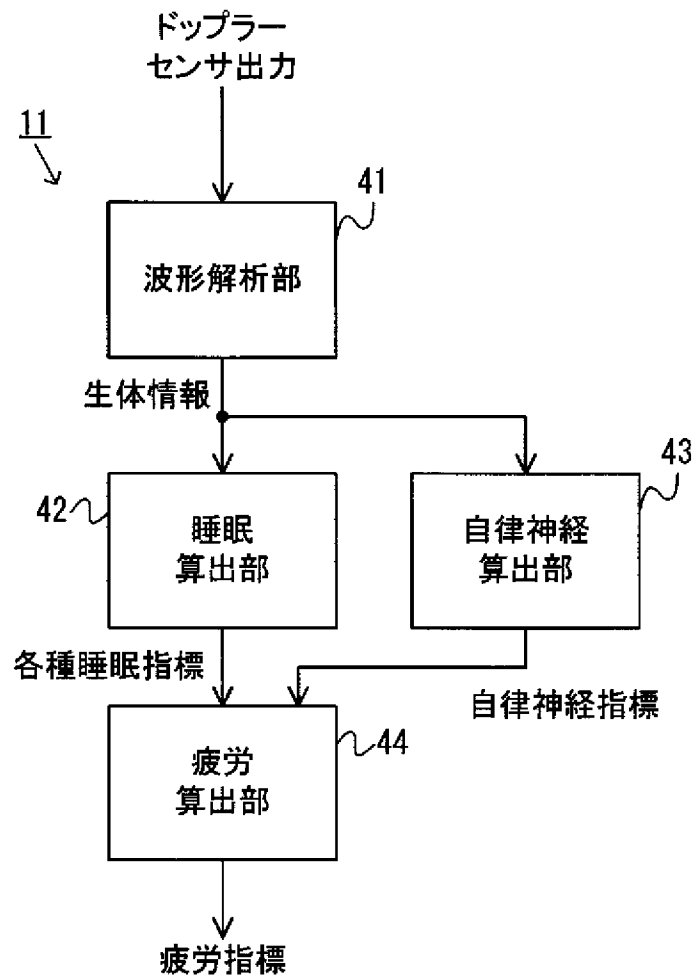 ドップラー
センサ出力
11
41
波形解析部
生体情報
43
42
睡眠
算出部
自律神経
算出部
各種睡眠指標
自律神経指標
疲労
算出部
44
疲労指標